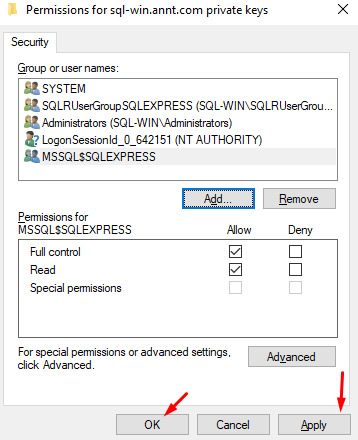 Permissions for sql-win.annt.com private keys
Security
Group or user names:
SYSTEM
SQLRUserGroupSQLEXPRESS (SQL-WIN\SQLRUserGrou...
Administrators (SQL-WIN\Administrators)
LogonSessionId_0_642151 (NT AUTHORITY)
MSSQL$SQLEXPRESS
Add... Remove
Permissions for
MSSQL$SQLEXPRESS Allow Deny
Full control
Read
Special permissions
For special permissions or advanced settings,
click Advanced. Advanced
OK Cancel Apply